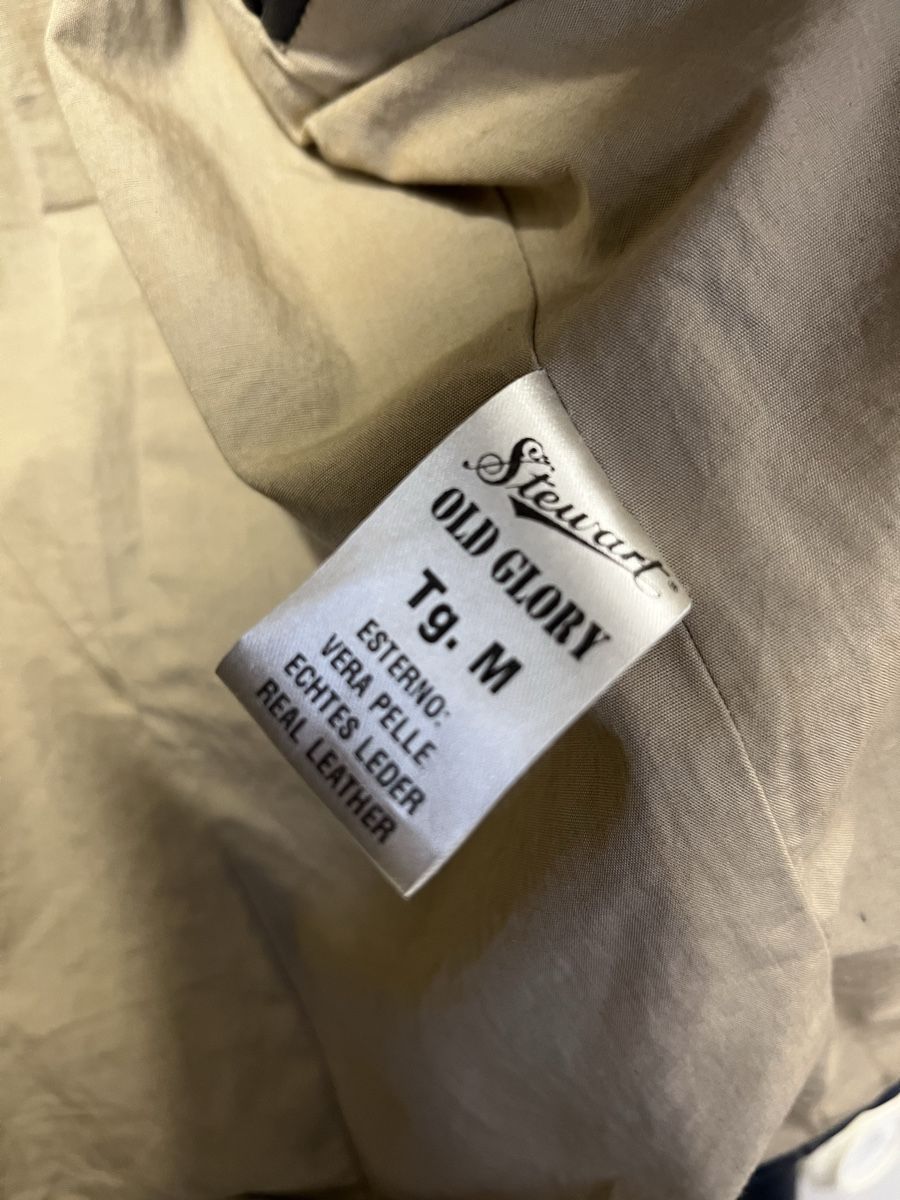 Stewart
OLD GLORY
Tg. M
ESTERNO:
VERA PELLE
ECHTES LEDER
REAL LEATHER